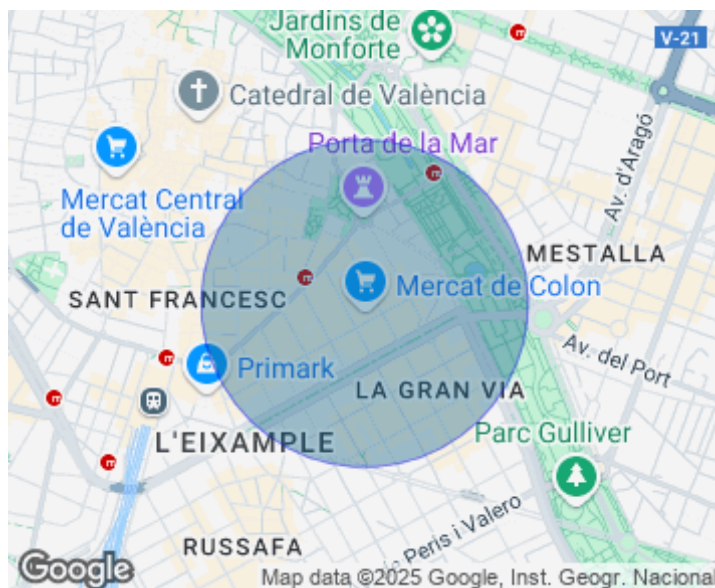 Jardins de
Monforte
V-21
Catedral de València
Porta de la Mar
Av. d'Aragó
Mercat Central
de València
MESTALLA
Mercat de Colon
SANT FRANCESC
Av. del Port
Primark
LA GRAN VIA
Parc Gulliver
L'EIXAMPLE
c Peris i Valero
RUSSAFA
Google
Map data ©2025 Google, Inst. Geogr. Nacional